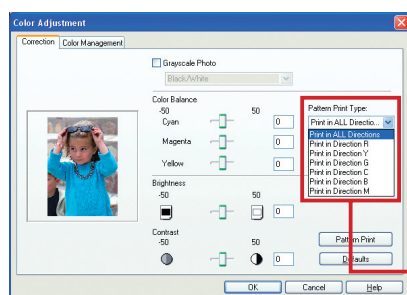 Color Adjustment
Correction
Color Management
Grayscale Photo
Black/White
Color Balance
-50 50
Cyan 0
Magenta 0
Yellow 0
Brightness
-50 50
0
Contrast
-50 50
0
Pattern Print Type:
Print in ALL Directio...
Print in ALL Directions
Print in Direction R
Print in Direction Y
Print in Direction G
Print in Direction C
Print in Direction B
Print in Direction M
Pattern Print
Defaults
OK
Cancel
Help